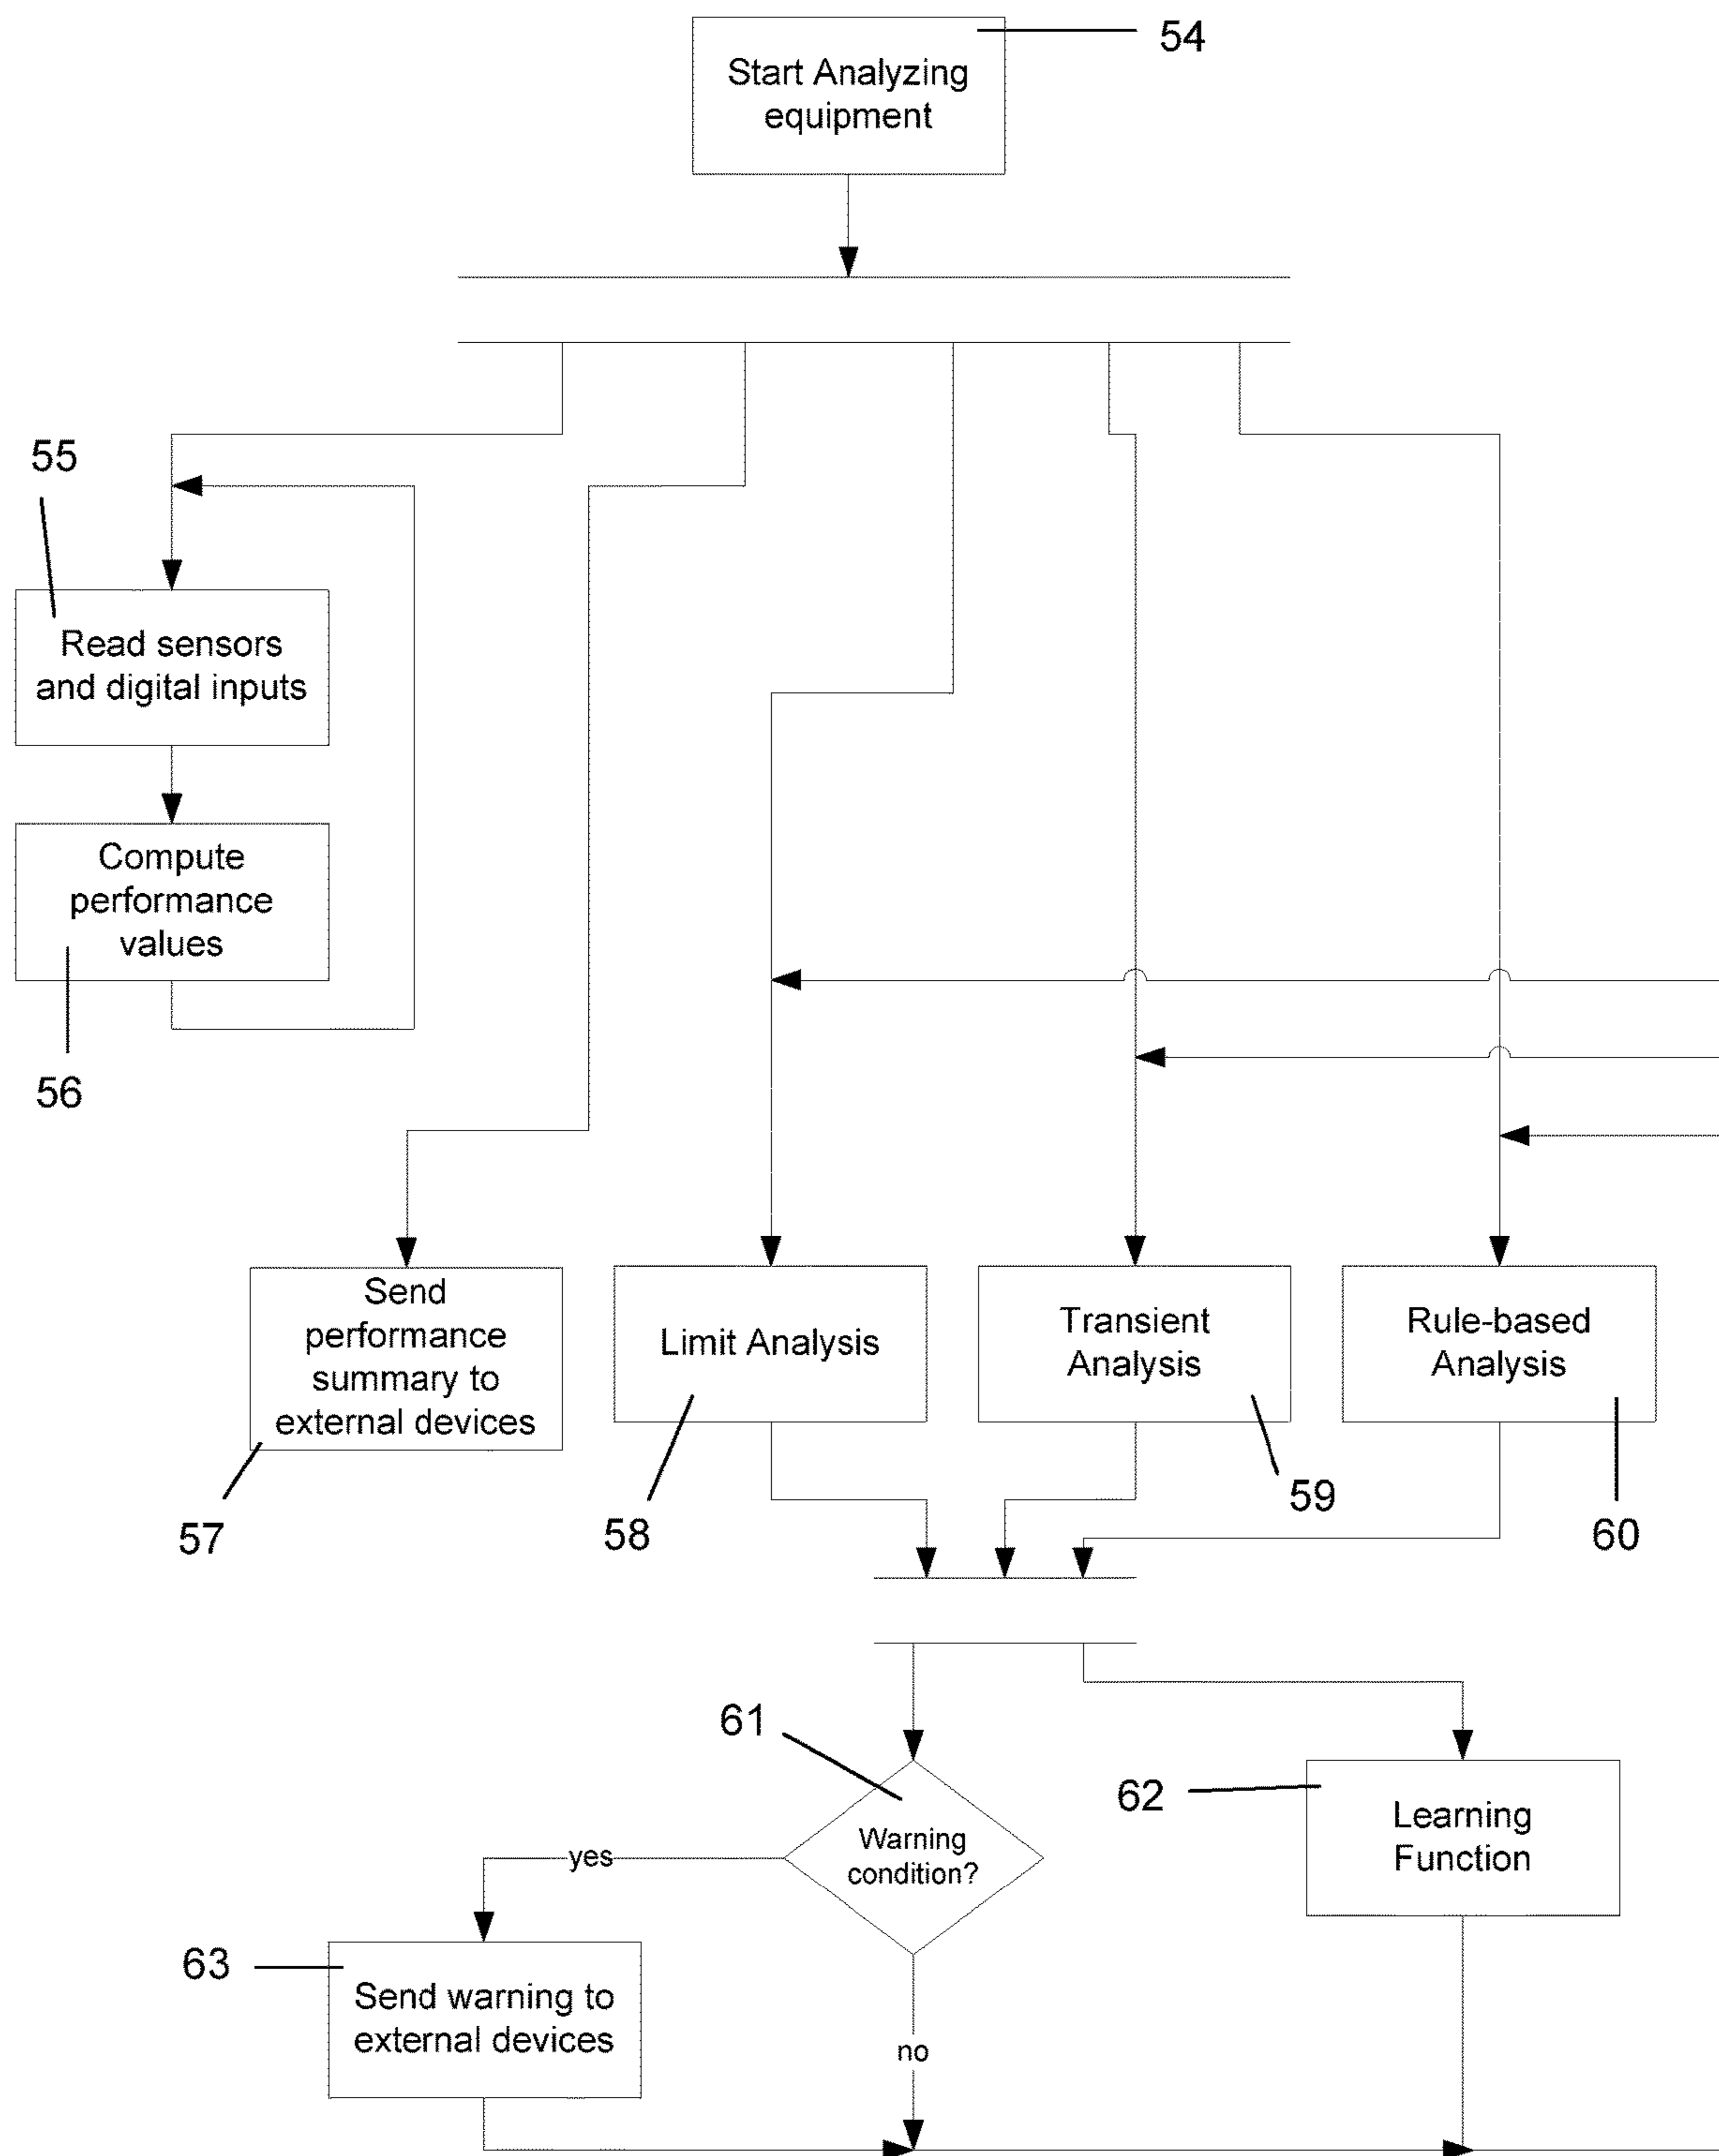 54
Start Analyzing
equipment
55
Read sensors
and digital inputs
Compute
performance
values
56
Send
performance
summary to
external devices
57
Limit Analysis
58
Transient
Analysis
59
Rule-based
Analysis
60
61
Warning
condition?
yes
no
62
Learning
Function
63
Send warning to
external devices